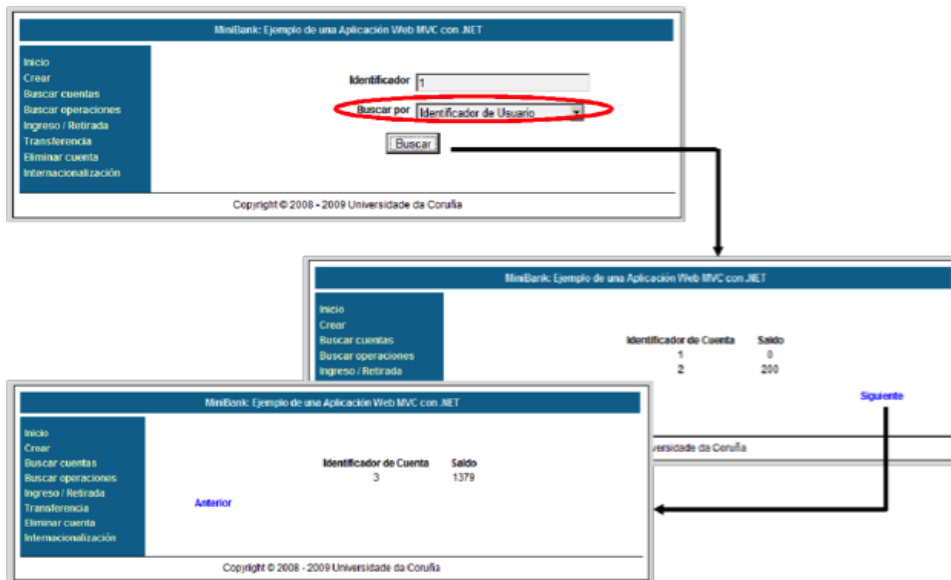 MiniBank: Ejemplo de una Aplicación Web MVC con .NET
Inicio
Crear
Buscar cuentas
Buscar operaciones
Ingreso / Retirada
Transferencia
Eliminar cuenta
Internacionalización
Identificador 1
Buscar por Identificador de Usuario
Buscar
Copyright © 2008 - 2009 Universidade da Coruña
MiniBank: Ejemplo de una Aplicación Web MVC con .NET
Inicio
Crear
Buscar cuentas
Buscar operaciones
Ingreso / Retirada
Identificador de Cuenta Saldo
1 0
2 200
Siguiente
versidade da Coruña
MiniBank: Ejemplo de una Aplicación Web MVC con .NET
Inicio
Crear
Buscar cuentas
Buscar operaciones
Ingreso / Retirada
Transferencia
Eliminar cuenta
Internacionalización
Identificador de Cuenta Saldo
3 1379
Anterior
Copyright © 2008 - 2009 Universidade da Coruña